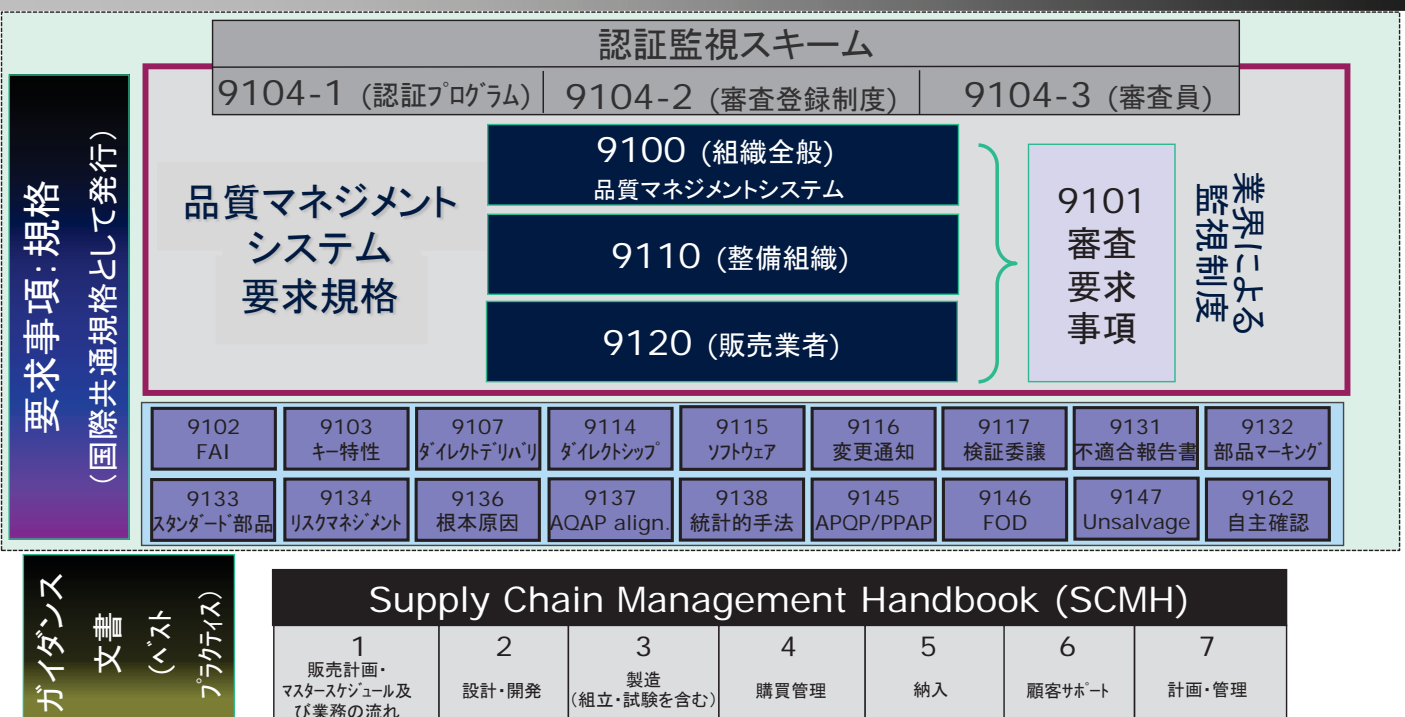 認証監視スキーム
9104-1 (認証ﾌﾟﾛｸﾞﾗﾑ)
9104-2 (審査登録制度)
9104-3 (審査員)
要求事項:規格
(国際共通規格として発行)
品質マネジメント
システム
要求規格
9100 (組織全般)
品質マネジメントシステム
9110 (整備組織)
9120 (販売業者)
9101
審査
要求
事項
業界による
監視制度
9102
FAI
9103
キー特性
9107
ﾀﾞｲﾚｸﾄﾃﾞﾘﾊﾞﾘ
9114
ﾀﾞｲﾚｸﾄｼｯﾌﾟ
9115
ｿﾌﾄｳｪｱ
9116
変更通知
9117
検証委譲
9131
不適合報告書
9132
部品ﾏｰｷﾝｸﾞ
9133
ｽﾀﾝﾀﾞｰﾄﾞ部品
9134
ﾘｽｸﾏﾈｼﾞﾒﾝﾄ
9136
根本原因
9137
AQAP align.
9138
統計的手法
9145
APQP/PPAP
9146
FOD
9147
Unsalvage
9162
自主確認
ガイダンス
文書
(ﾍﾞｽﾄ
ﾌﾟﾗｸﾃｨｽ)
Supply Chain Management Handbook (SCMH)
1
販売計画・
ﾏｽﾀｰｽｹｼﾞｭｰﾙ及
び業務の流れ
2
設計・開発
3
製造
(組立・試験を含む)
4
購買管理
5
納入
6
顧客ｻﾎﾟｰﾄ
7
計画・管理